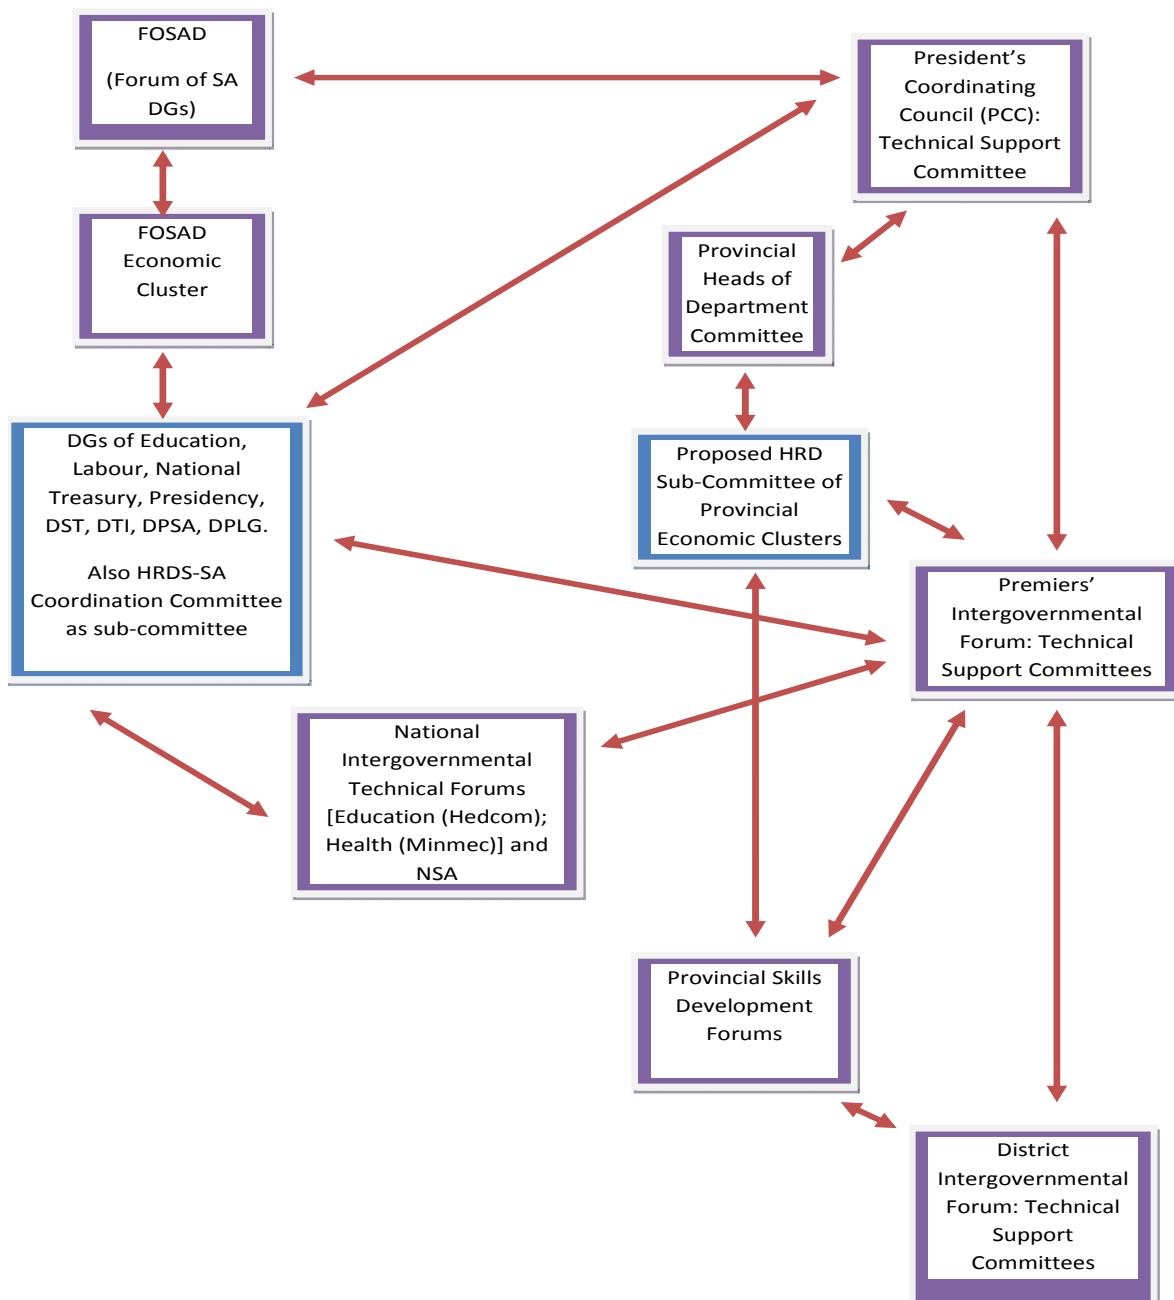 FOSAD
(Forum of SA
DGs)
President’s
Coordinating
Council (PCC):
Technical Support
Committee
FOSAD
Economic
Cluster
Provincial
Heads of
Department
Committee
DGs of Education,
Labour, National
Treasury, Presidency,
DST, DTI, DPSA, DPLG.
Also HRDS-SA
Coordination Committee
as sub-committee
Proposed HRD
Sub-Committee of
Provincial
Economic Clusters
Premiers’
Intergovernmental
Forum: Technical
Support Committees
National
Intergovernmental
Technical Forums
[Education (Hedcom);
Health (Minmec)] and
NSA
Provincial Skills
Development
Forums
District
Intergovernmental
Forum: Technical
Support
Committees